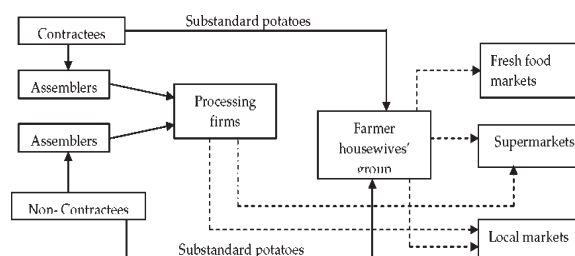 Substandard potatoes
Contractees
Assemblers
Processing
firms
Assemblers
Non- Contractees
Farmer
housewives'
group
Fresh food
markets
Supermarkets
Local markets
Substandard potatoes